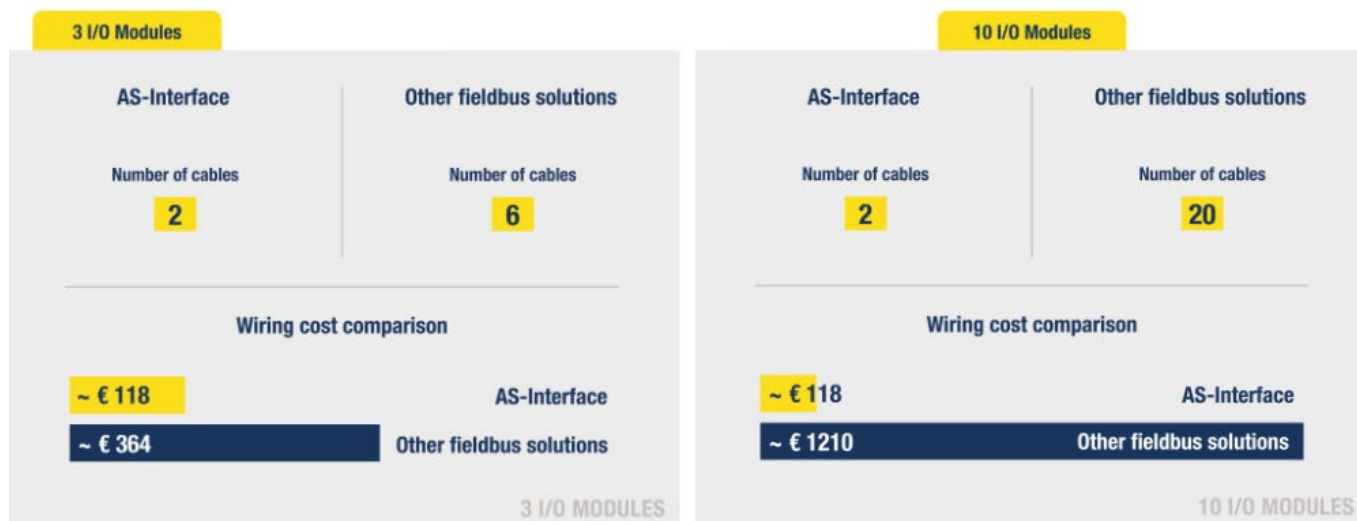 3 I/O Modules
AS-Interface
Other fieldbus solutions
Number of cables
Number of cables
2
6
Wiring cost comparison
~ € 118
AS-Interface
~ € 364
Other fieldbus solutions
3 I/O MODULES
10 I/O Modules
AS-Interface
Other fieldbus solutions
Number of cables
Number of cables
2
20
Wiring cost comparison
~ € 118
AS-Interface
~ € 1210
Other fieldbus solutions
10 I/O MODULES